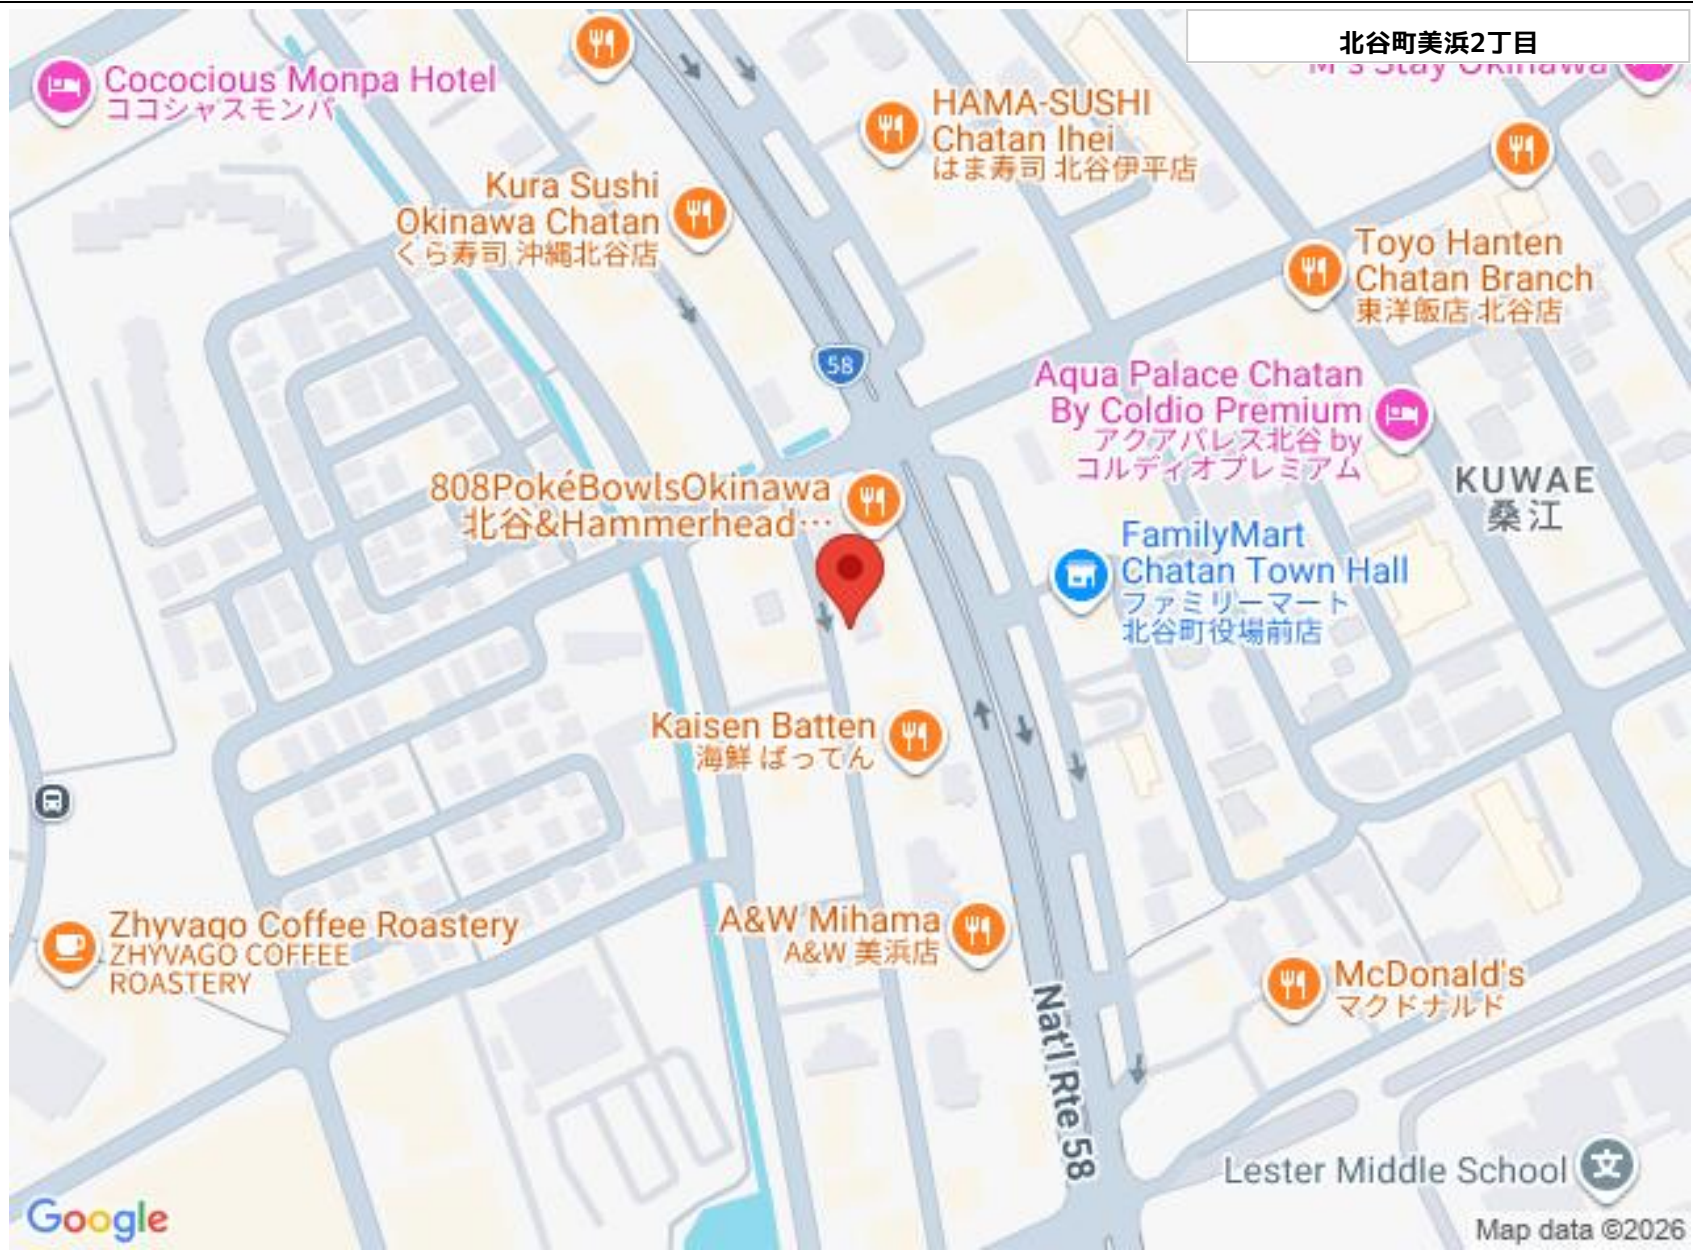 北谷町美浜2丁目
Cococious Monpa Hotel
ココシャスモンパ
HAMA-SUSHI
Chatan Ihei
はま寿司 北谷伊平店
Kura Sushi
Okinawa Chatan
くら寿司 沖縄北谷店
Toyo Hanten
Chatan Branch
東洋飯店 北谷店
58
Aqua Palace Chatan
By Coldio Premium
アクアパレス北谷 by
コルディオプレミアム
KUWAE
桑江
808PokéBowlsOkinawa
北谷&Hammerhead…
FamilyMart
Chatan Town Hall
ファミリーマート
北谷町役場前店
Kaisen Batten
海鮮 ばってん
A&W Mihama
A&W 美浜店
Zhyvago Coffee Roastery
ZHYVAGO COFFEE
ROASTERY
McDonald's
マクドナルド
Nat'l Rte 58
Lester Middle School
文
Google
Map data ©2026